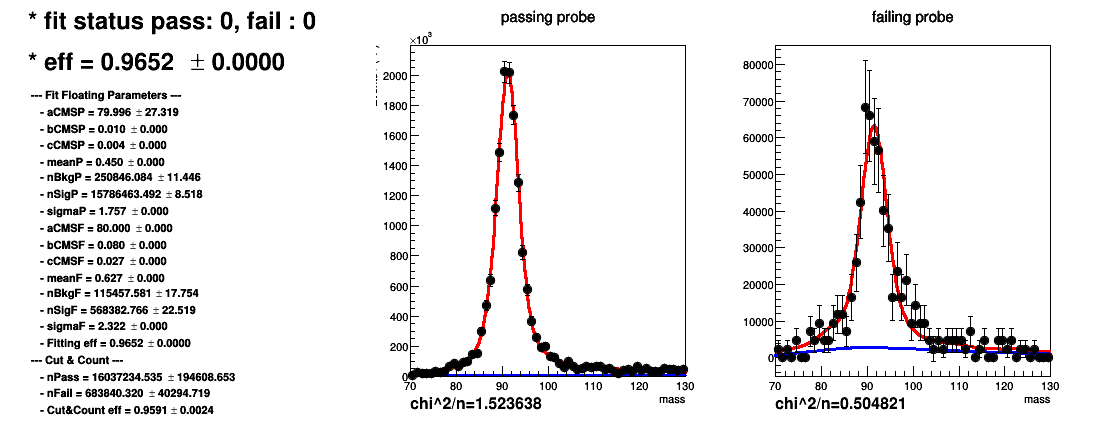 * fit status pass: 0, fail : 0
* eff = 0.9652 ± 0.0000
--- Fit Floating Parameters ---
- aCMSP = 79.996 ± 27.319
- bCMSP = 0.010 ± 0.000
- cCMSP = 0.004 ± 0.000
- meanP = 0.450 ± 0.000
- nBkgP = 250846.084 ± 11.446
- nSigP = 15786463.492 ± 8.518
- sigmaP = 1.757 ± 0.000
- aCMSF = 80.000 ± 0.000
- bCMSF = 0.080 ± 0.000
- cCMSF = 0.027 ± 0.000
- meanF = 0.627 ± 0.000
- nBkgF = 115457.581 ± 17.754
- nSigF = 568382.766 ± 22.519
- sigmaF = 2.322 ± 0.000
- Fitting eff = 0.9652 ± 0.0000
--- Cut & Count ---
- nPass = 16037234.535 ± 194608.653
- nFail = 683840.320 ± 40294.719
- Cut&Count eff = 0.9591 ± 0.0024
passing probe
×10³
2000
1800
1600
1400
1200
1000
800
600
400
200
0
70 80 90 100 110 120 130
mass
chi^2/n=1.523638
failing probe
80000
70000
60000
50000
40000
30000
20000
10000
0
70 80 90 100 110 120 130
mass
chi^2/n=0.504821